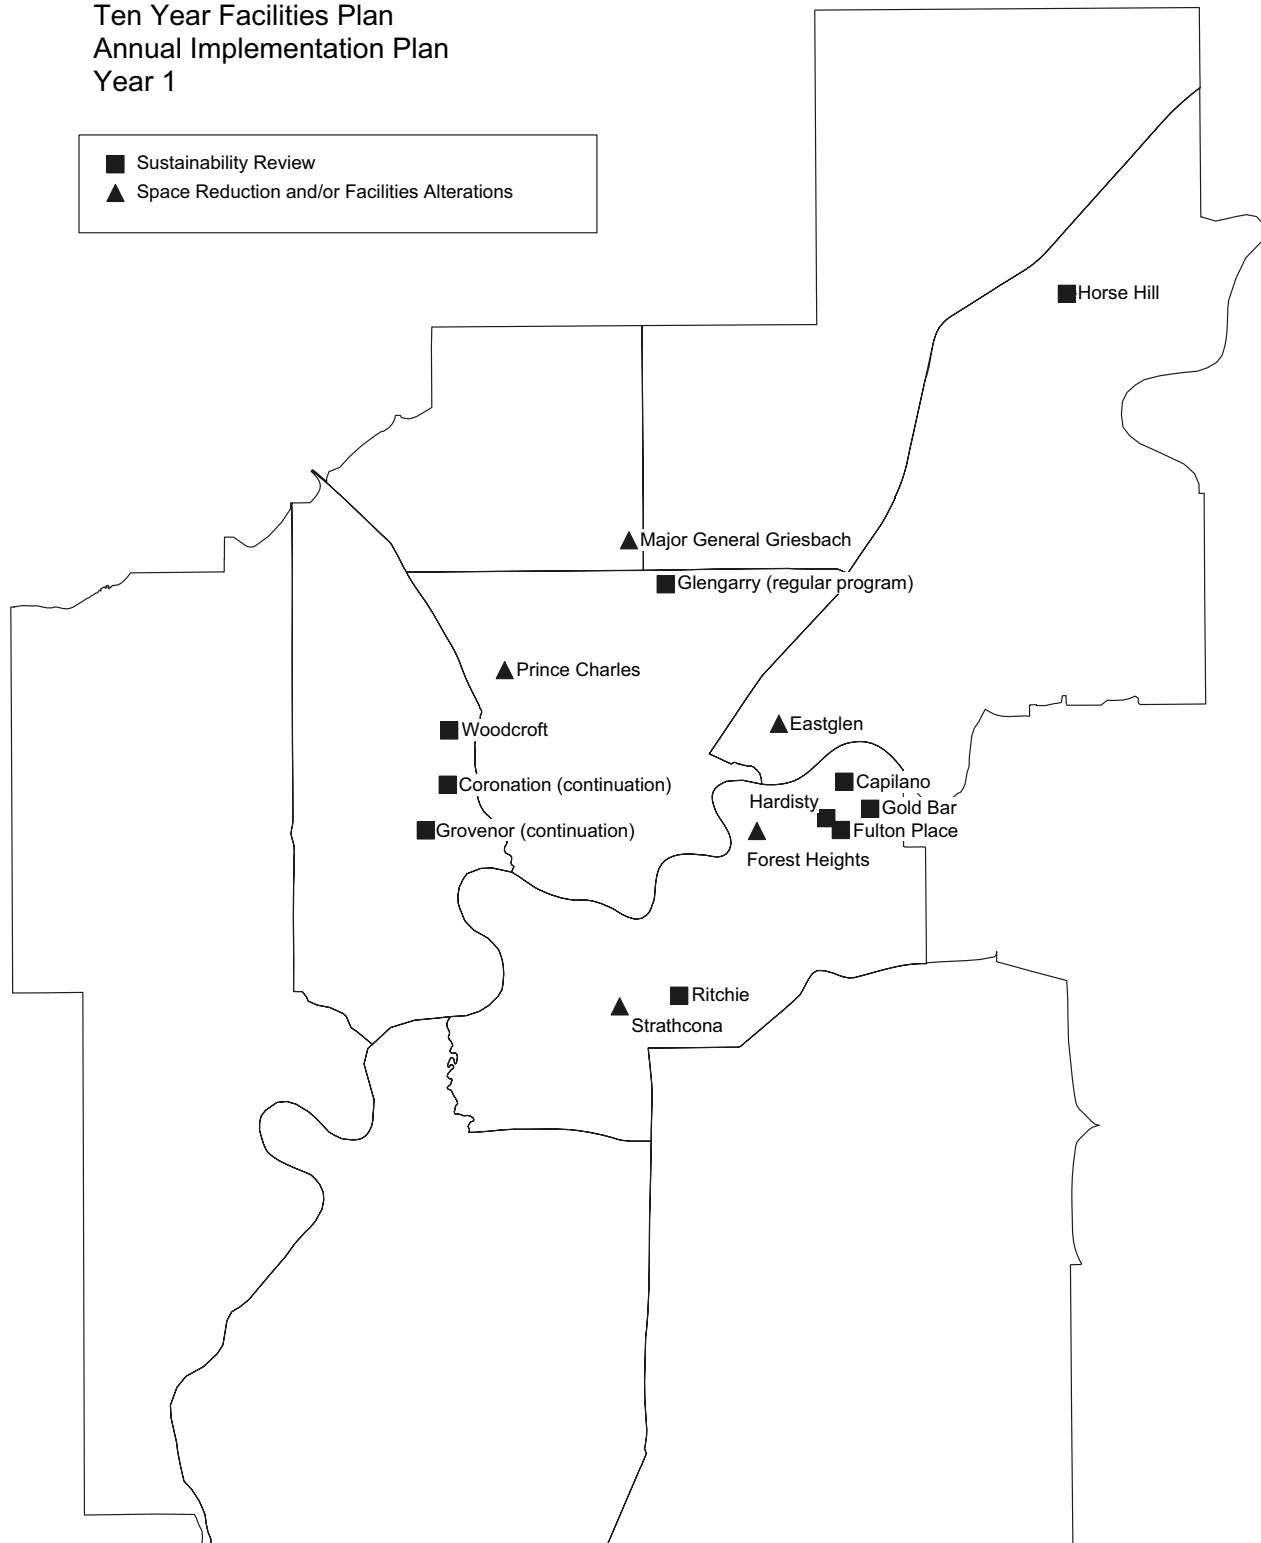 Ten Year Facilities Plan
Annual Implementation Plan
Year 1
Sustainability Review
Space Reduction and/or Facilities Alterations
Horse Hill
Major General Griesbach
Glengarry (regular program)
Prince Charles
Eastglen
Woodcroft
Coronation (continuation)
Capilano
Hardisty
Gold Bar
Grovenor (continuation)
Fulton Place
Forest Heights
Ritchie
Strathcona